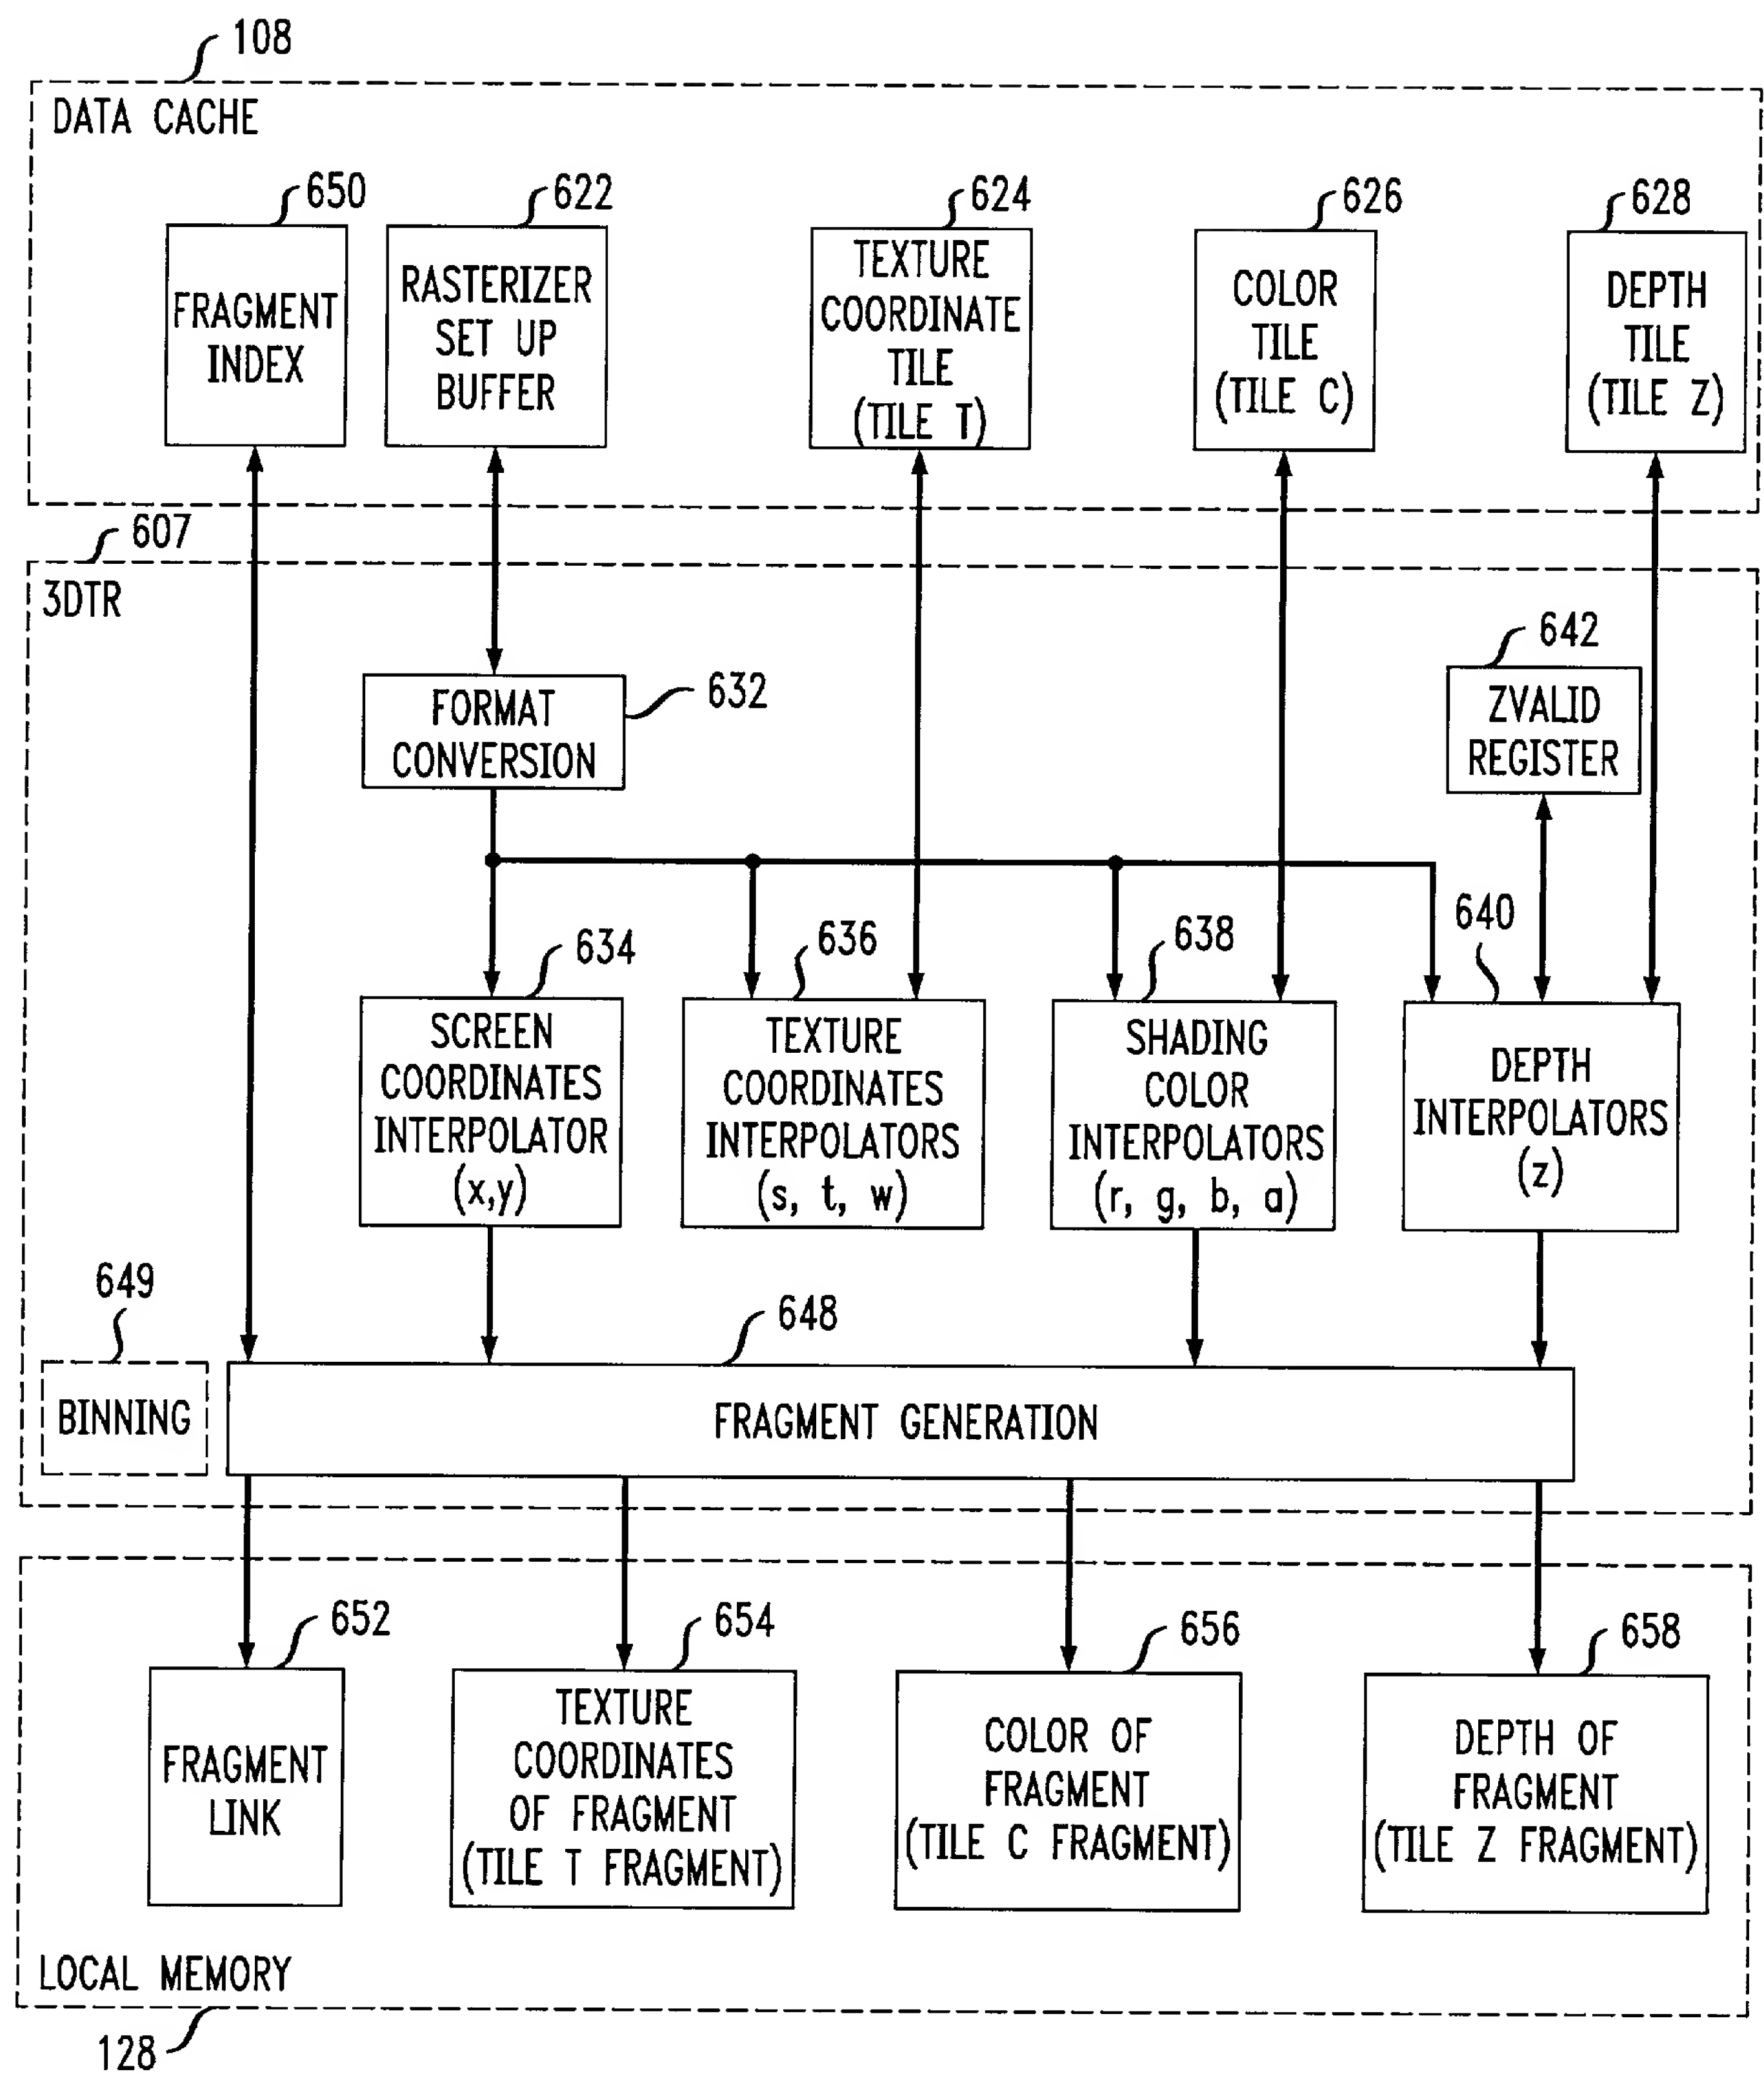 108
DATA CACHE
650
622
624
626
628
FRAGMENT
INDEX
RASTERIZER
SET UP
BUFFER
TEXTURE
COORDINATE
TILE
(TILE T)
COLOR
TILE
(TILE C)
DEPTH
TILE
(TILE Z)
607
3DTR
642
632
FORMAT
CONVERSION
ZVALID
REGISTER
634
636
638
640
SCREEN
COORDINATES
INTERPOLATOR
(x,y)
TEXTURE
COORDINATES
INTERPOLATORS
(s, t, w)
SHADING
COLOR
INTERPOLATORS
(r, g, b, a)
DEPTH
INTERPOLATORS
(z)
649
648
BINNING
FRAGMENT GENERATION
652
654
656
658
FRAGMENT
LINK
TEXTURE
COORDINATES
OF FRAGMENT
(TILE T FRAGMENT)
COLOR OF
FRAGMENT
(TILE C FRAGMENT)
DEPTH OF
FRAGMENT
(TILE Z FRAGMENT)
LOCAL MEMORY
128